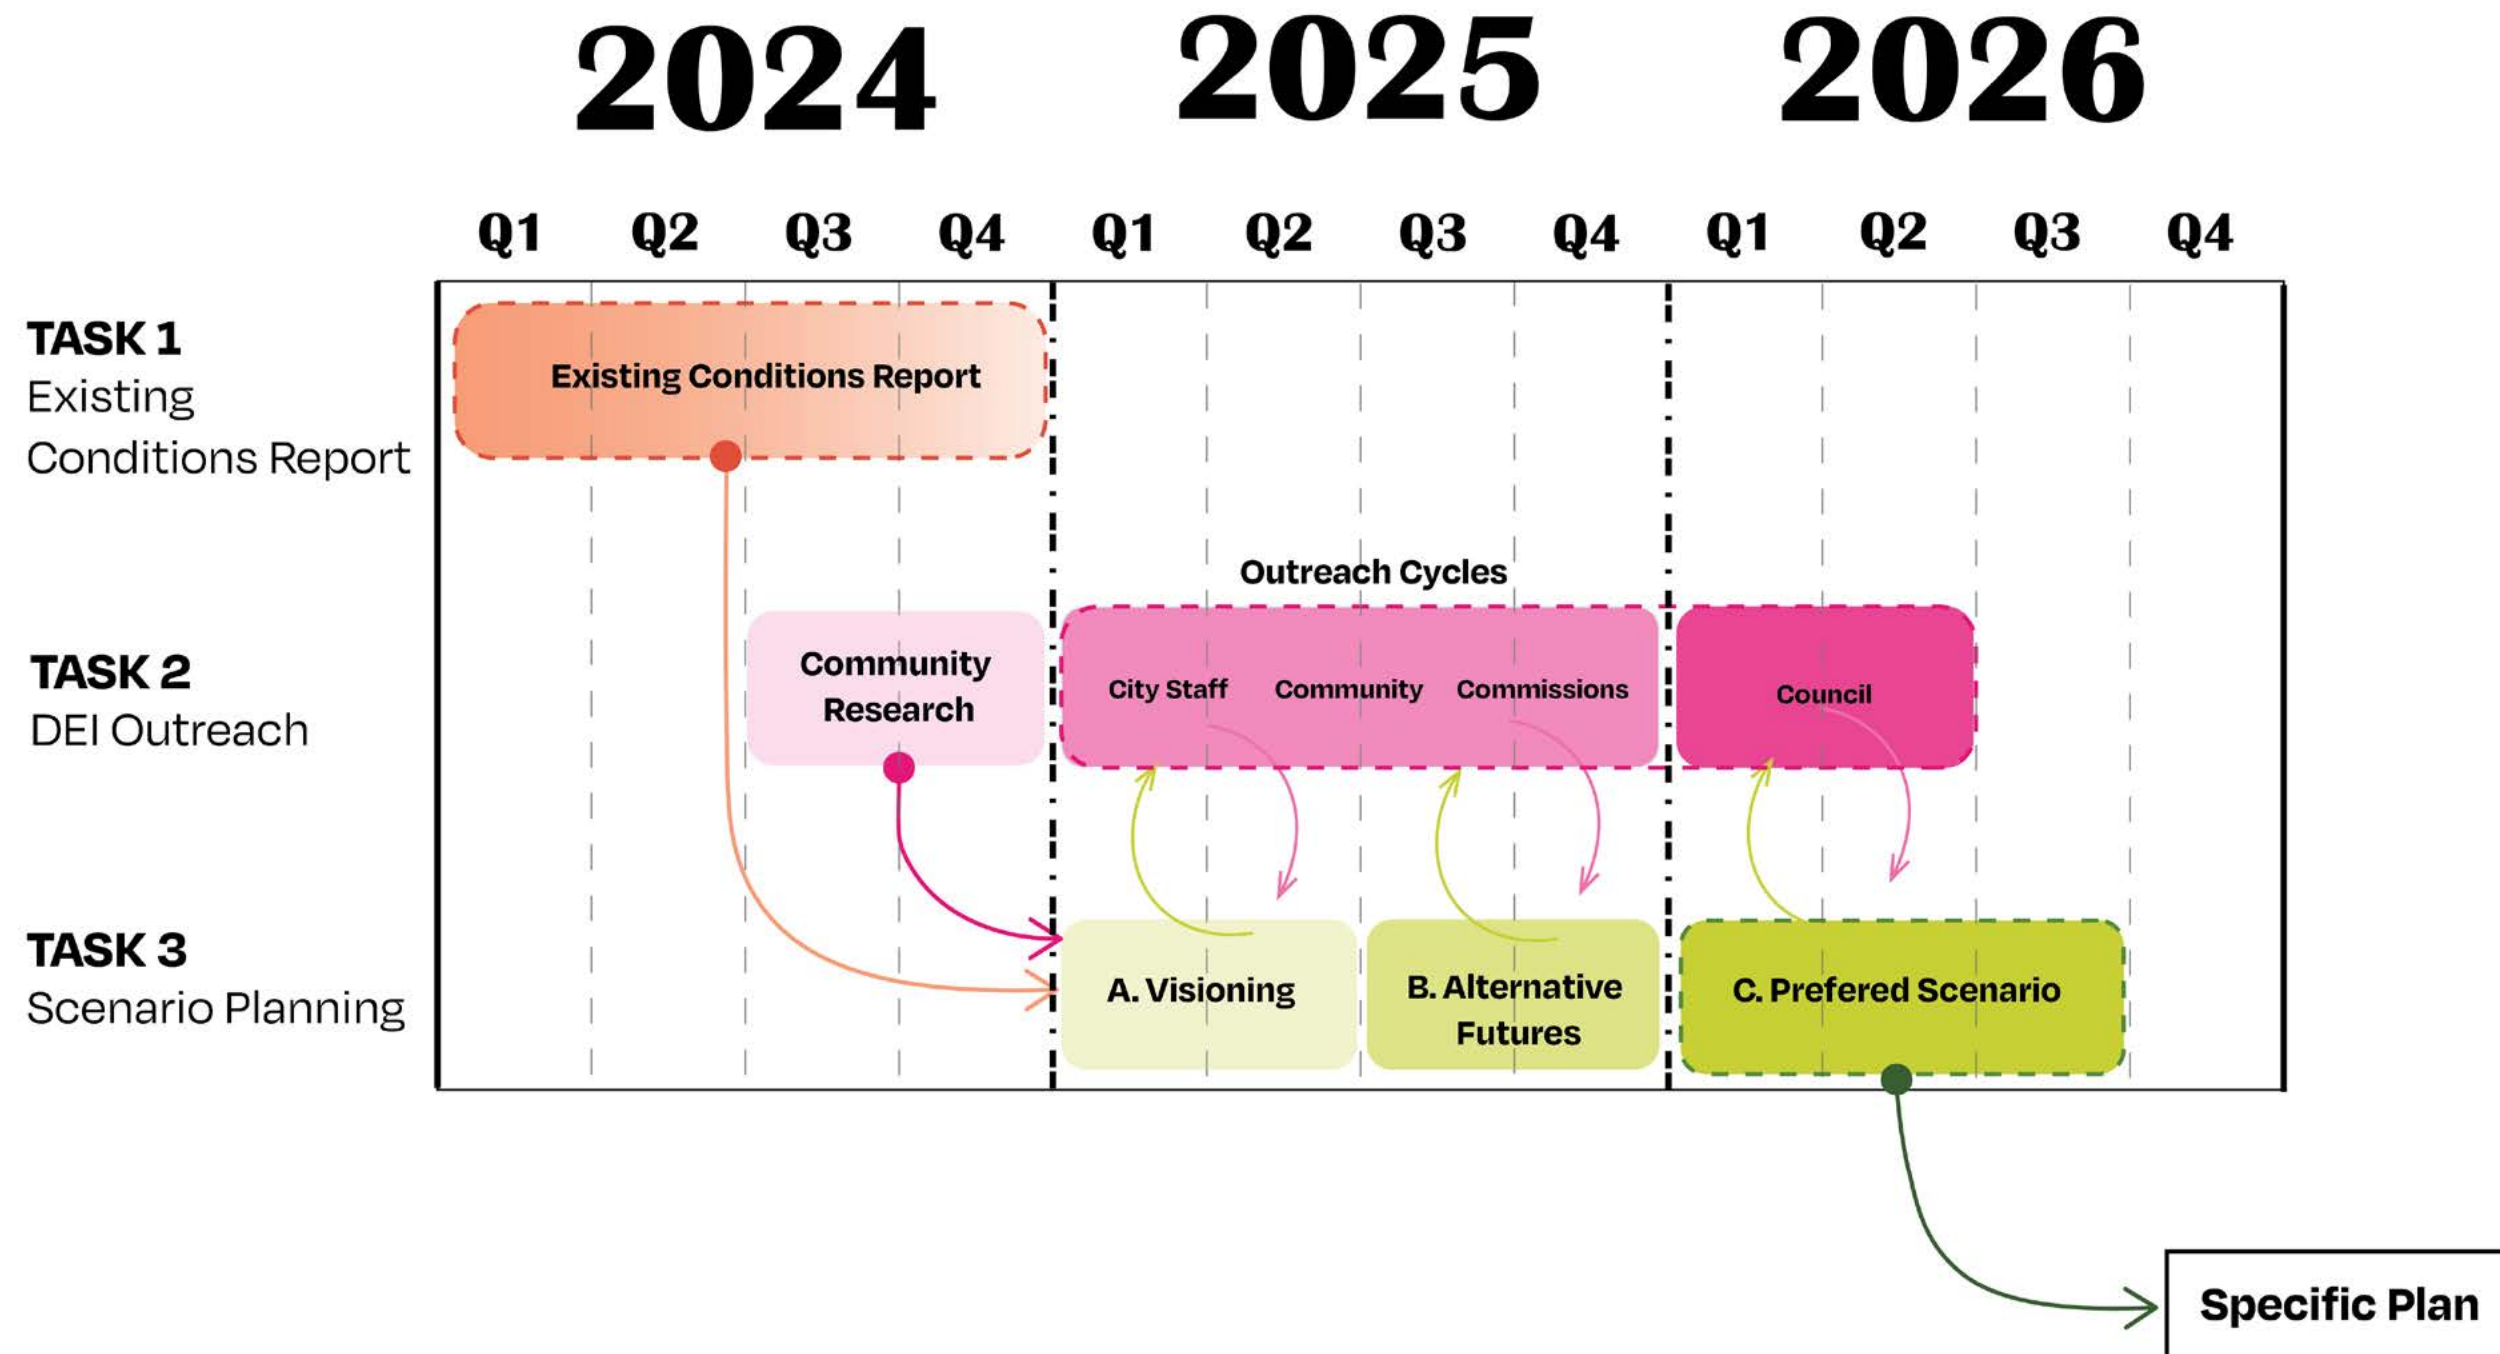 2024 2025 2026
Q1 Q2 Q3 Q4 Q1 Q2 Q3 Q4 Q1 Q2 Q3 Q4
TASK 1
Existing
Conditions Report
Existing Conditions Report
Outreach Cycles
TASK 2
DEI Outreach
Community
Research
City Staff Community Commissions
Council
TASK 3
Scenario Planning
A. Visioning
B. Alternative
Futures
C. Prefered Scenario
Specific Plan